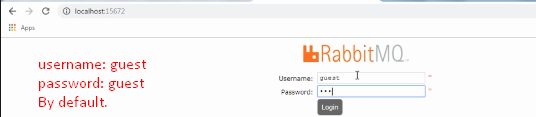 localhost:15672
Apps
RabbitMQ
username: guest
password: guest
By default.
Username: guest *
Password: ••• *
Login